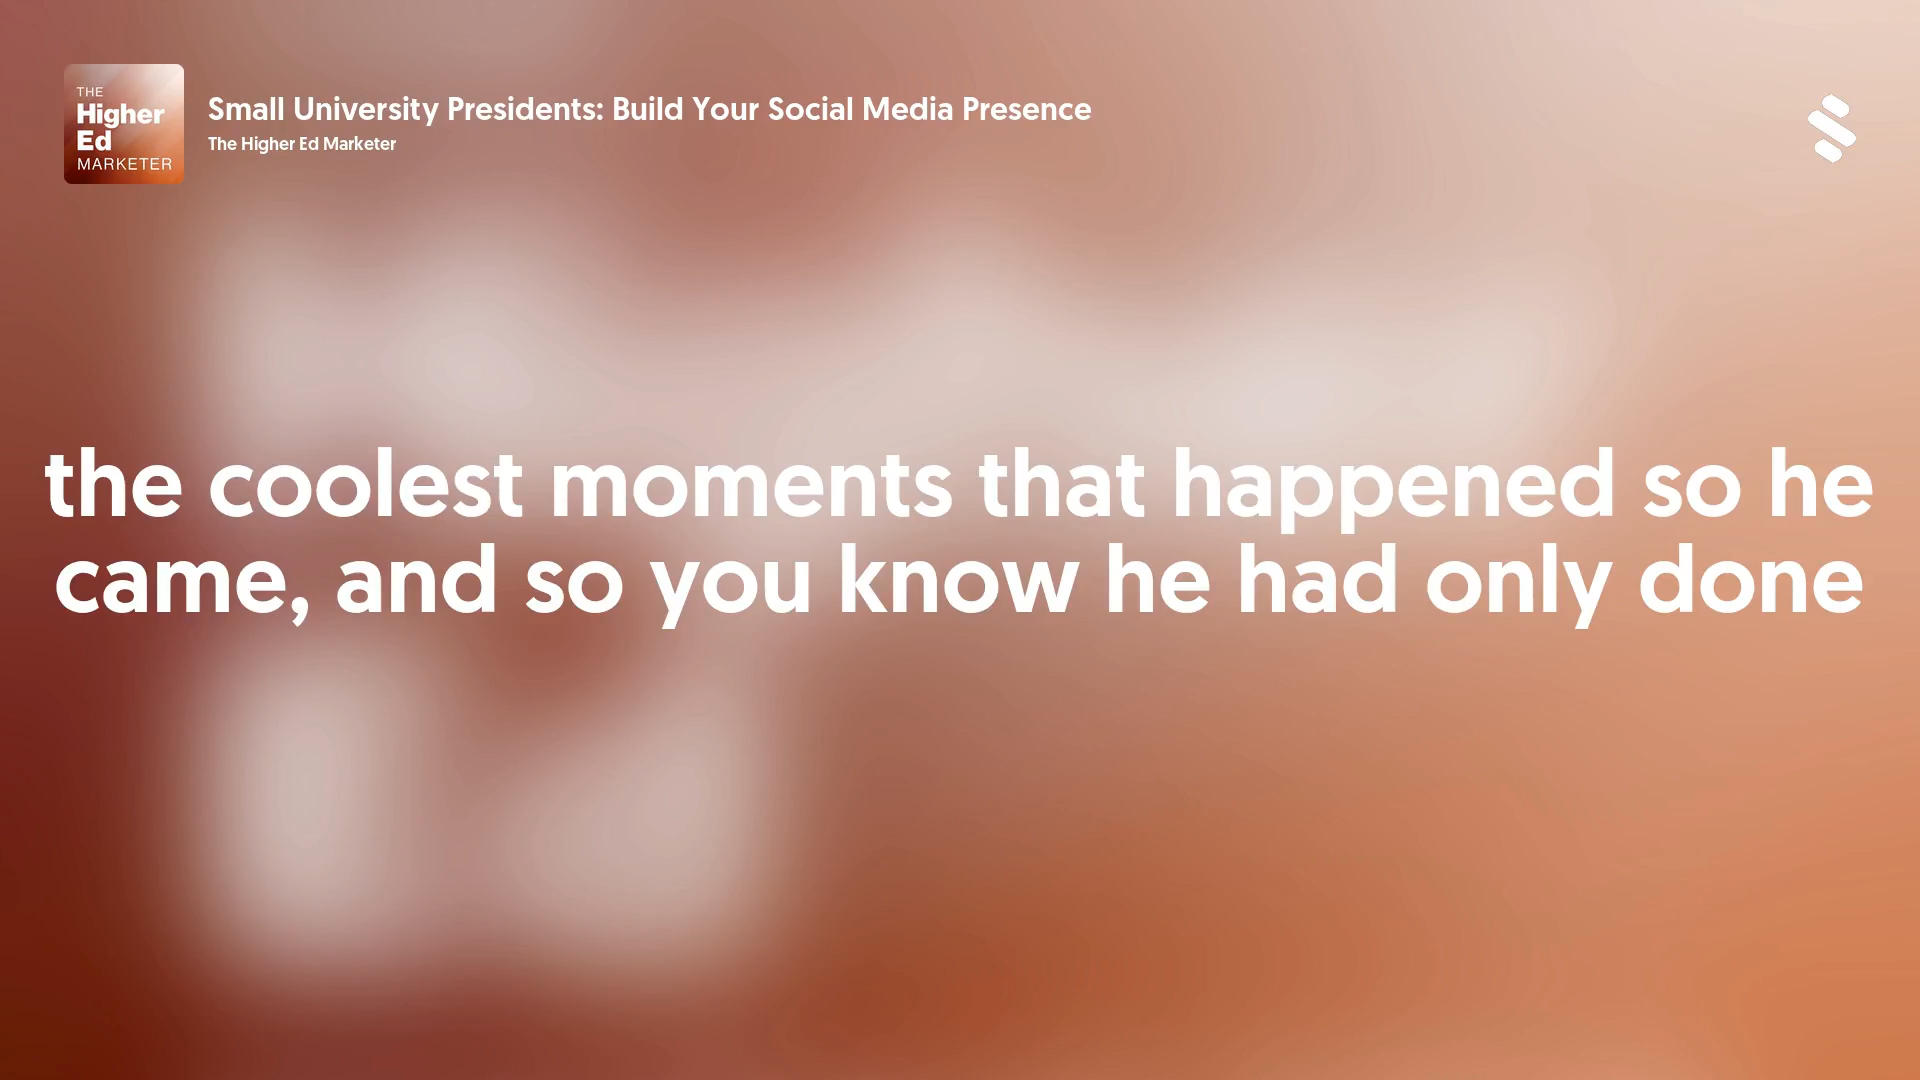 THE
Higher
Ed
MARKETER
Small University Presidents: Build Your Social Media Presence
The Higher Ed Marketer
the coolest moments that happened so he
came, and so you know he had only done